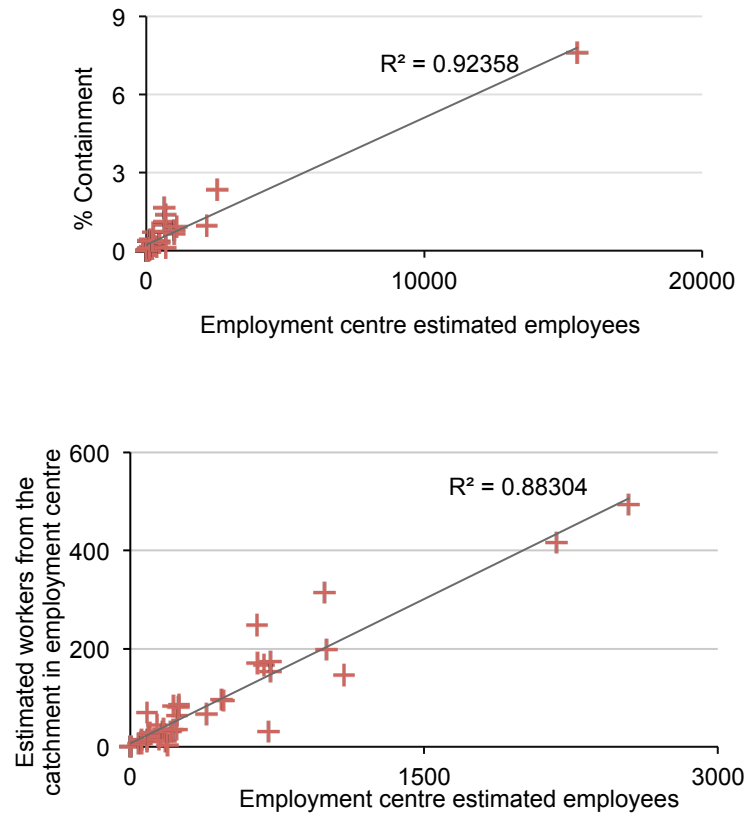 9
R² = 0.92358
6
% Containment
3
0
0
10000
20000
Employment centre estimated employees
600
R² = 0.88304
Estimated workers from the
catchment in employment centre
400
200
0
0
1500
3000
Employment centre estimated employees